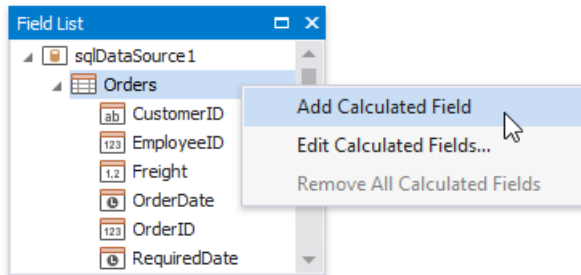 Field List
sqlDataSource1
Orders
ab CustomerID
123 EmployeeID
1,2 Freight
OrderDate
123 OrderID
RequiredDate
Add Calculated Field
Edit Calculated Fields...
Remove All Calculated Fields